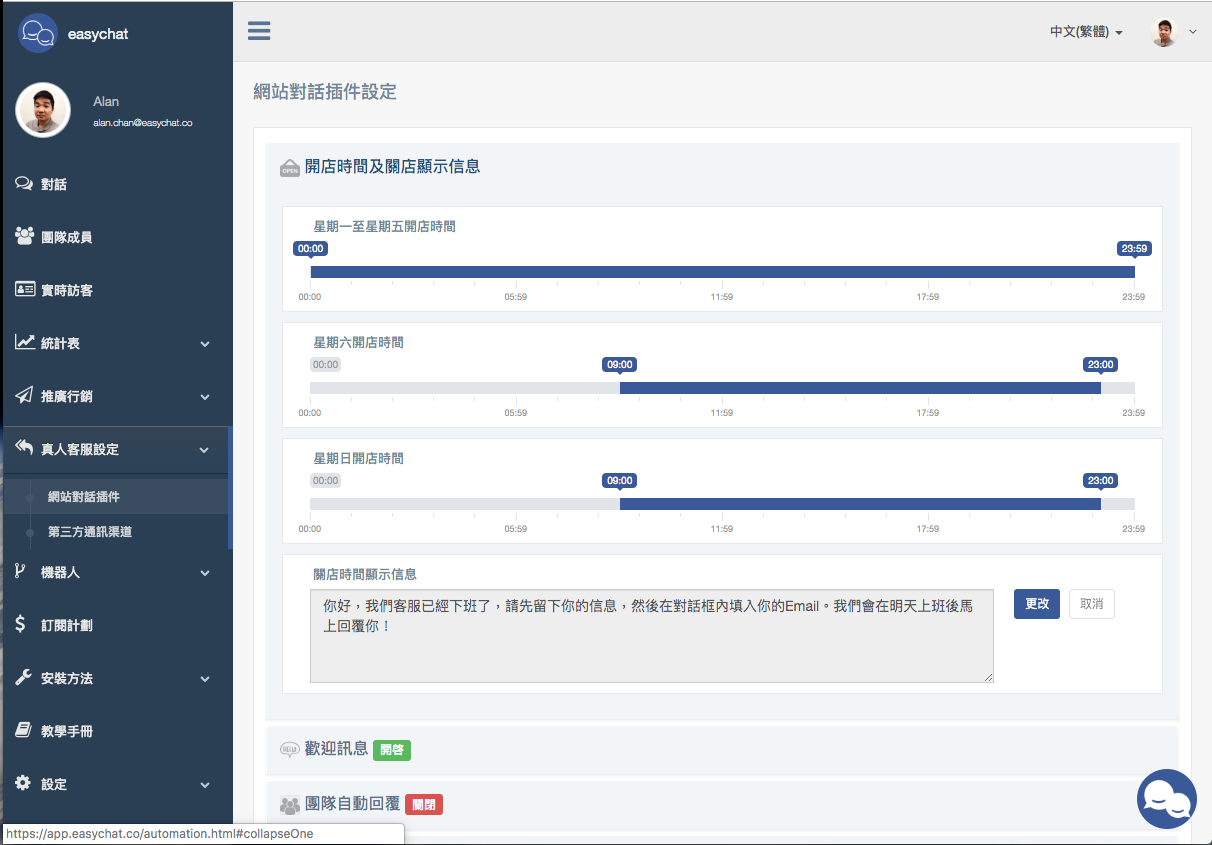 easychat
中文(繁體)
Alan
alan.chan@easychat.co
對話
團隊成員
實時訪客
統計表
推廣行銷
真人客服設定
網站對話插件
第三方通訊渠道
機器人
訂閱計劃
安裝方法
教學手冊
設定
網站對話插件設定
OPEN 開店時間及關店顯示信息
星期一至星期五開店時間
00:00 23:59
00:00 05:59 11:59 17:59 23:59
星期六開店時間
00:00 09:00 23:00
00:00 05:59 11:59 17:59 23:59
星期日開店時間
00:00 09:00 23:00
00:00 05:59 11:59 17:59 23:59
關店時間顯示信息
你好，我們客服已經下班了，請先留下你的信息，然後在對話框內填入你的Email。我們會在明天上班後馬
上回覆你！
更改 取消
歡迎訊息 開啓
團隊自動回覆 關閉
https://app.easychat.co/automation.html#collapseOne